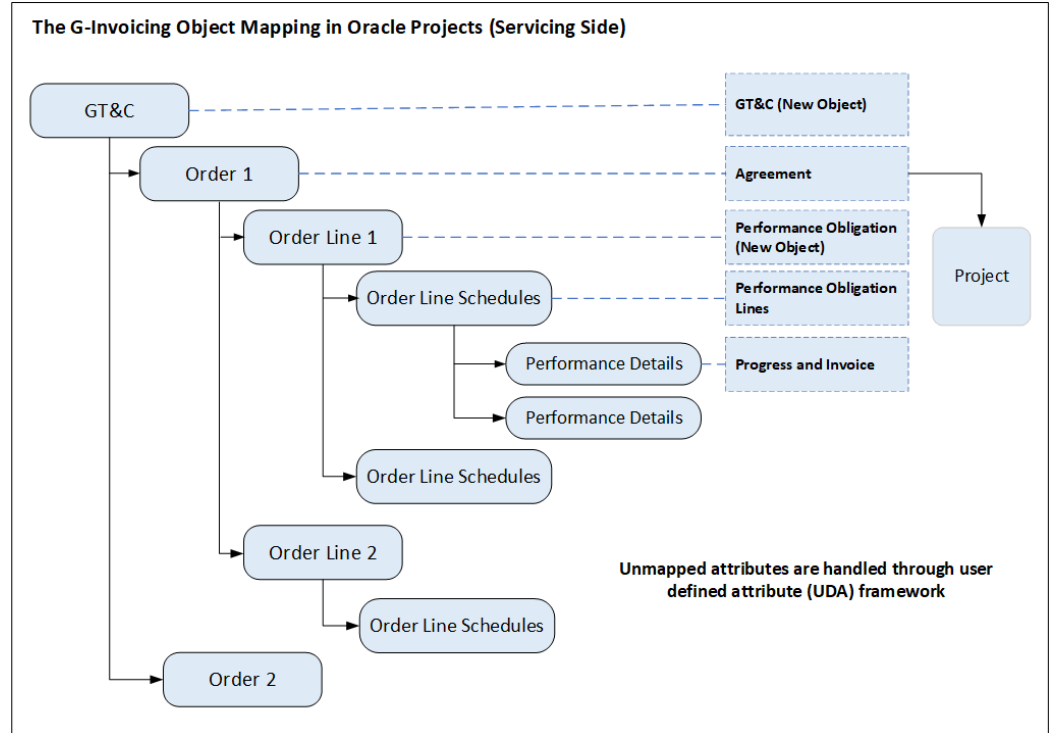 The G-Invoicing Object Mapping in Oracle Projects (Servicing Side)
GT&C
GT&C (New Object)
Order 1
Agreement
Order Line 1
Performance Obligation
(New Object)
Project
Order Line Schedules
Performance Obligation
Lines
Performance Details
Progress and Invoice
Performance Details
Order Line Schedules
Order Line 2
Unmapped attributes are handled through user
defined attribute (UDA) framework
Order Line Schedules
Order 2